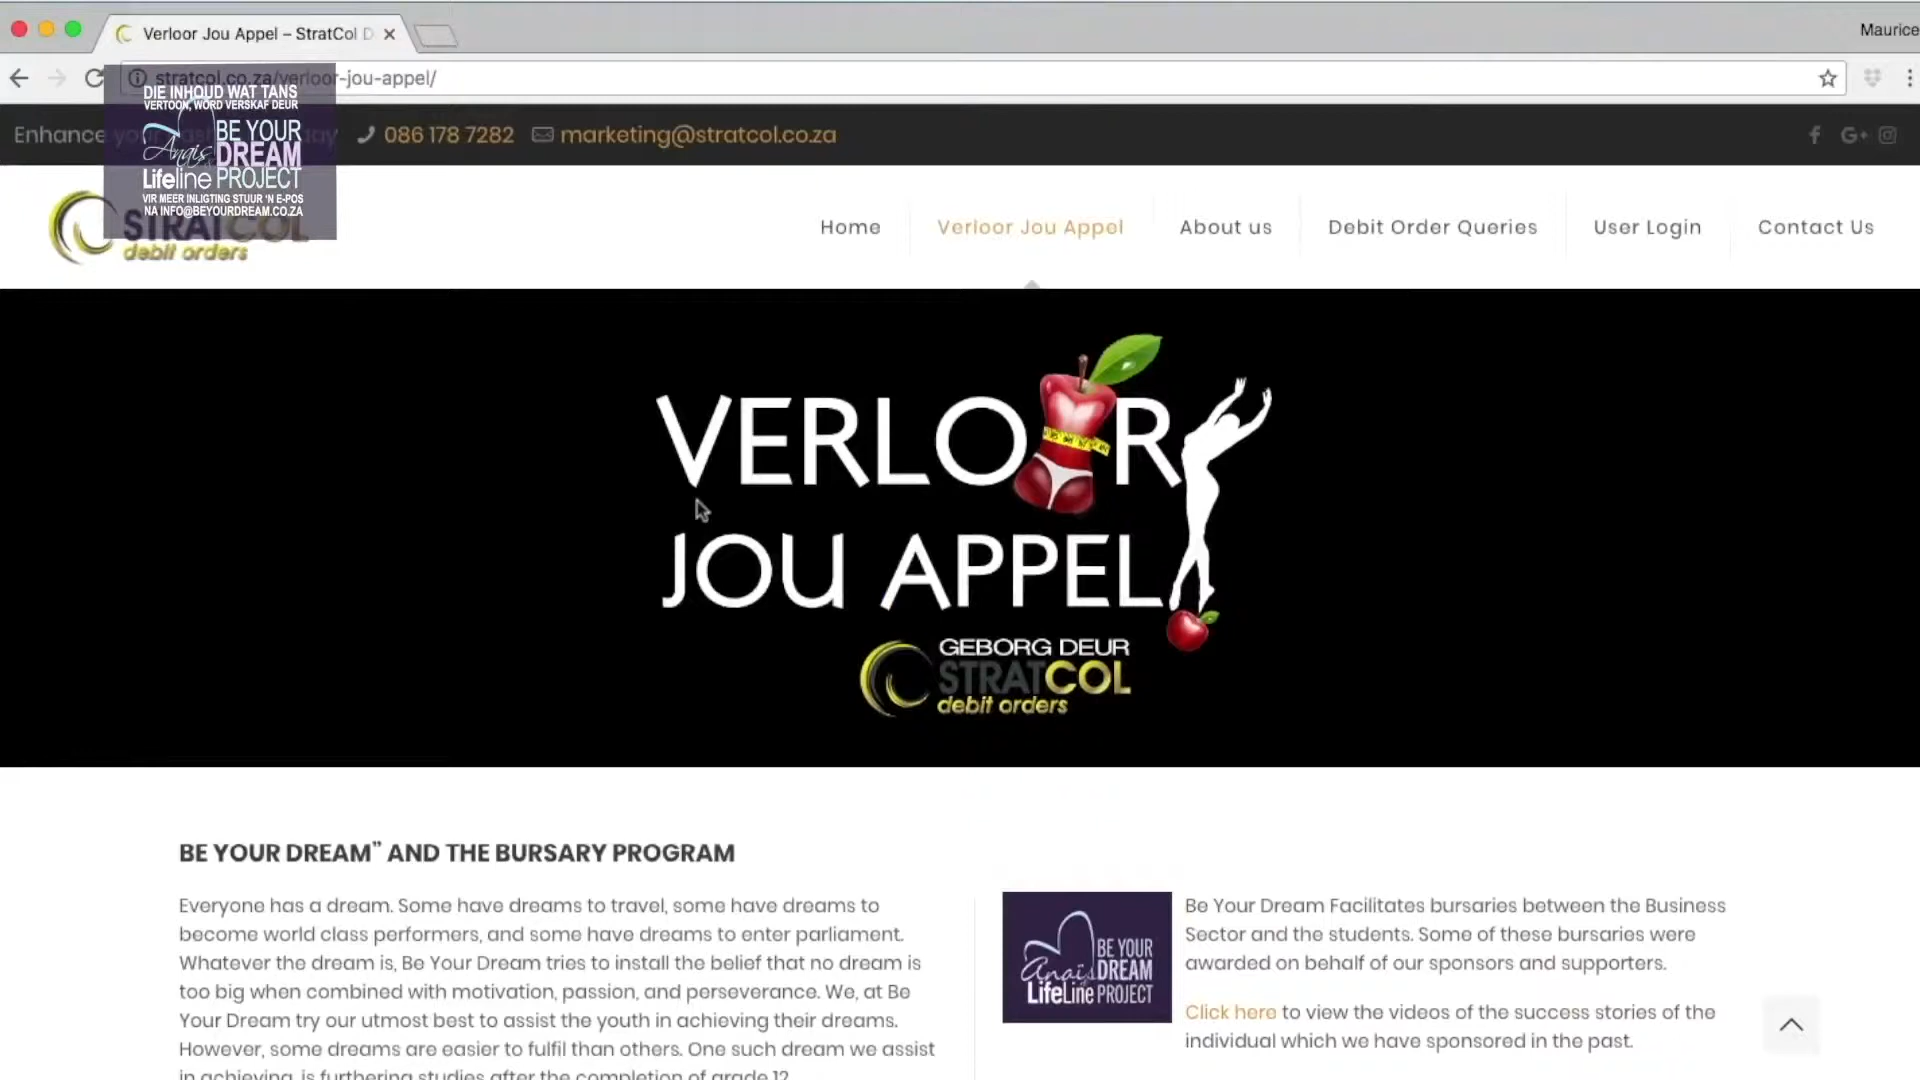 Verloor Jou Appel – StratCol D
Maurice
stratcol.co.za/verloor-jou-appel/
DIE INHOUD WAT TANS
VERTOON, WORD VERSKAF DEUR
Anaïs
BE YOUR
DREAM
Lifeline PROJECT
VIR MEER INLIGTING STUUR 'N E-POS
NA INFO@BEYOURDREAM.CO.ZA
Enhance your
086 178 7282
marketing@stratcol.co.za
STRATCOL
debit orders
Home
Verloor Jou Appel
About us
Debit Order Queries
User Login
Contact Us
VERLOOR
JOU APPEL
GEBORG DEUR
STRATCOL
debit orders
BE YOUR DREAM” AND THE BURSARY PROGRAM
Everyone has a dream. Some have dreams to travel, some have dreams to
become world class performers, and some have dreams to enter parliament.
Whatever the dream is, Be Your Dream tries to install the belief that no dream is
too big when combined with motivation, passion, and perseverance. We, at Be
Your Dream try our utmost best to assist the youth in achieving their dreams.
However, some dreams are easier to fulfil than others. One such dream we assist
in achieving, is furthering studies after the completion of grade 12
BE YOUR
Anaïs DREAM
LifeLine PROJECT
Be Your Dream Facilitates bursaries between the Business
Sector and the students. Some of these bursaries were
awarded on behalf of our sponsors and supporters.
Click here to view the videos of the success stories of the
individual which we have sponsored in the past.